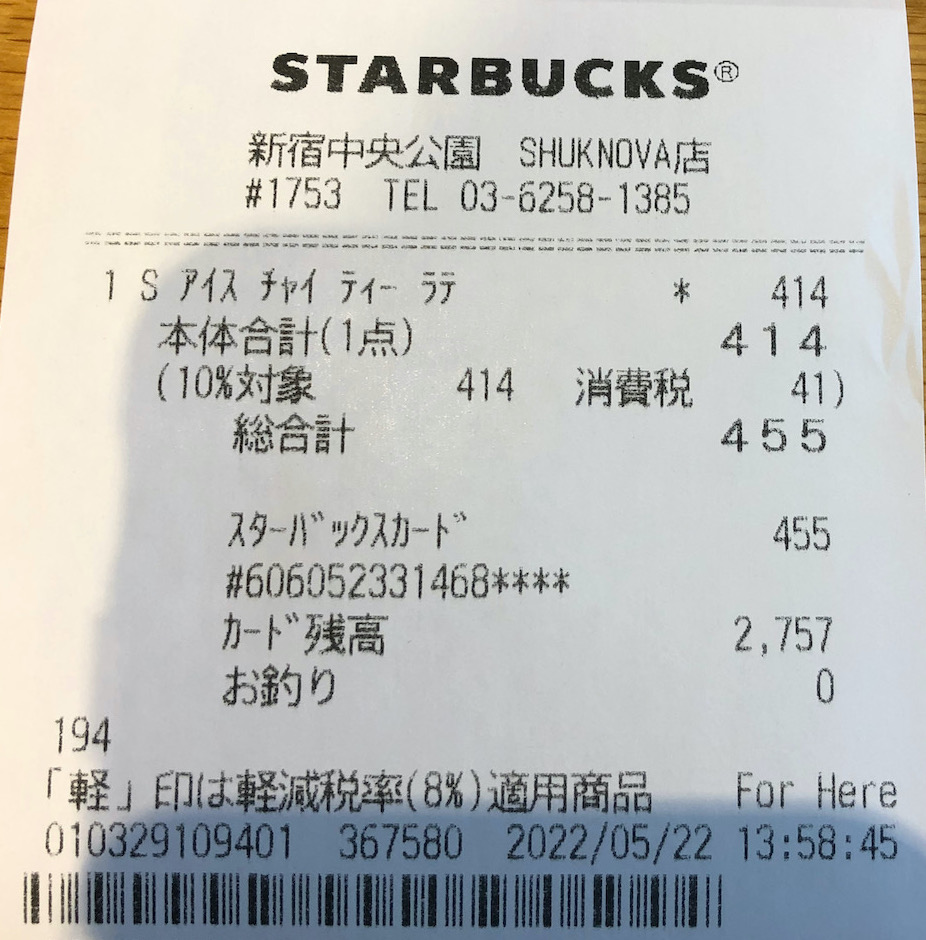 STARBUCKS®
新宿中央公園 SHUKNOVA店
#1753 TEL 03-6258-1385
1 S ｱｲｽ ﾁｬｲ ﾃｨｰ ﾗﾃ * 414
本体合計(1点) 414
(10%対象 414 消費税 41)
総合計 455
ｽﾀｰﾊﾞｯｸｽｶｰﾄﾞ 455
#606052331468****
ｶｰﾄﾞ残高 2,757
お釣り 0
194
「軽」印は軽減税率(8%)適用商品 For Here
010329109401 367580 2022/05/22 13:58:45